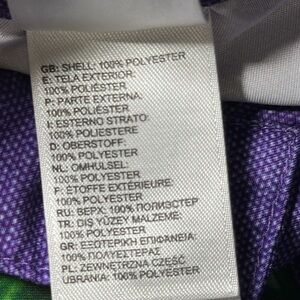 GB: SHELL: 100% POLYESTER
E: TELA EXTERIOR:
100% POLIÉSTER
P: PARTE EXTERNA:
100% POLIÉSTER
I: ESTERNO STRATO:
100% POLIESTERE
D: OBERSTOFF:
100% POLYESTER
NL: OMHULSEL:
100% POLYESTER
F: ÉTOFFE EXTÉRIEURE:
100% POLYESTER
RU: ВЕРХ: 100% ПОЛИЭСТЕР
TR: DIŞ YÜZEY MALZEME:
100% POLYESTER
GR: ΕΞΩΤΕΡΙΚΗ ΕΠΙΦΑΝΕΙΑ:
100% ΠΟΛΥΕΣΤΕΡΑΣ
PL: ZEWNĘTRZNA CZĘŚĆ
UBRANIA: 100% POLYESTER